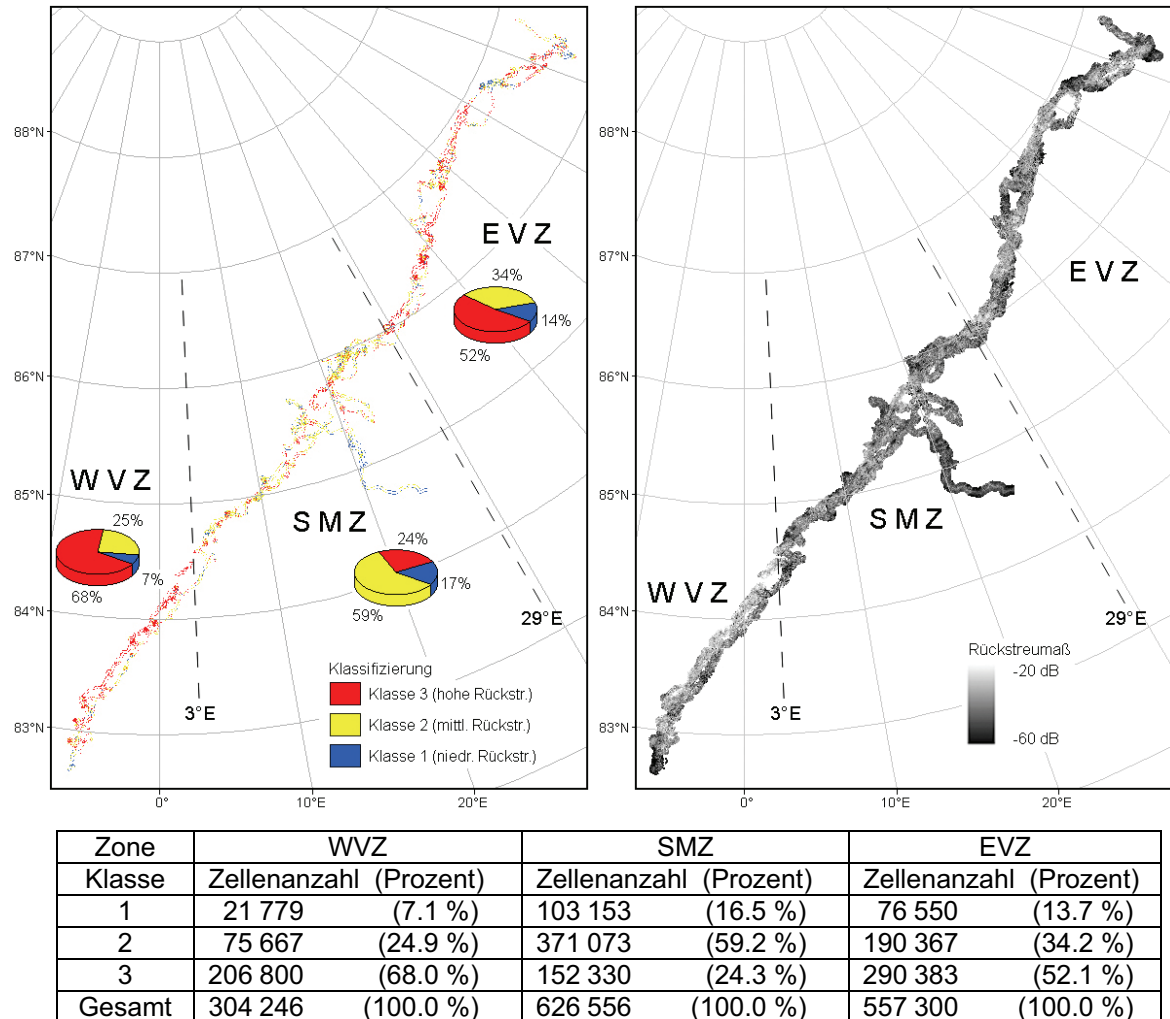 88°N
87°N
86°N
85°N
84°N
83°N
0°
10°E
20°E
E V Z
34%
14%
52%
W V Z
25%
7%
68%
S M Z
24%
17%
59%
3°E
29°E
Klassifizierung
Klasse 3 (hohe Rückstr.)
Klasse 2 (mittl. Rückstr.)
Klasse 1 (niedr. Rückstr.)
88°N
87°N
86°N
85°N
84°N
83°N
0°
10°E
20°E
E V Z
S M Z
W V Z
3°E
29°E
Rückstreumaß
-20 dB
-60 dB
Zone WVZ SMZ EVZ
Klasse Zellenanzahl (Prozent) Zellenanzahl (Prozent) Zellenanzahl (Prozent)
1 21 779 (7.1 %) 103 153 (16.5 %) 76 550 (13.7 %)
2 75 667 (24.9 %) 371 073 (59.2 %) 190 367 (34.2 %)
3 206 800 (68.0 %) 152 330 (24.3 %) 290 383 (52.1 %)
Gesamt 304 246 (100.0 %) 626 556 (100.0 %) 557 300 (100.0 %)